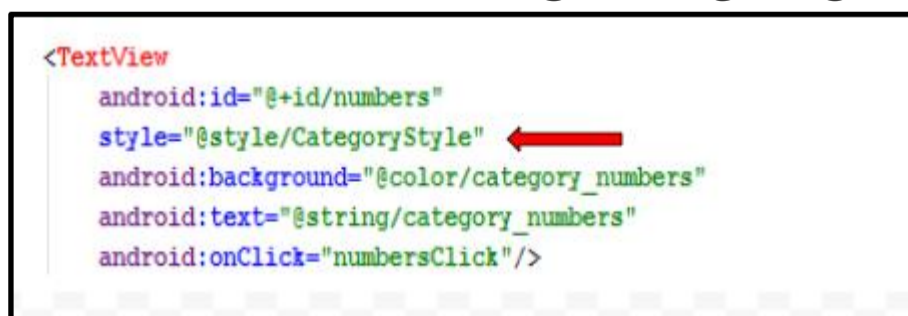 <TextView
android:id="@+id/numbers"
style="@style/CategoryStyle"
android:background="@color/category_numbers"
android:text="@string/category_numbers"
android:onClick="numbersClick"/>